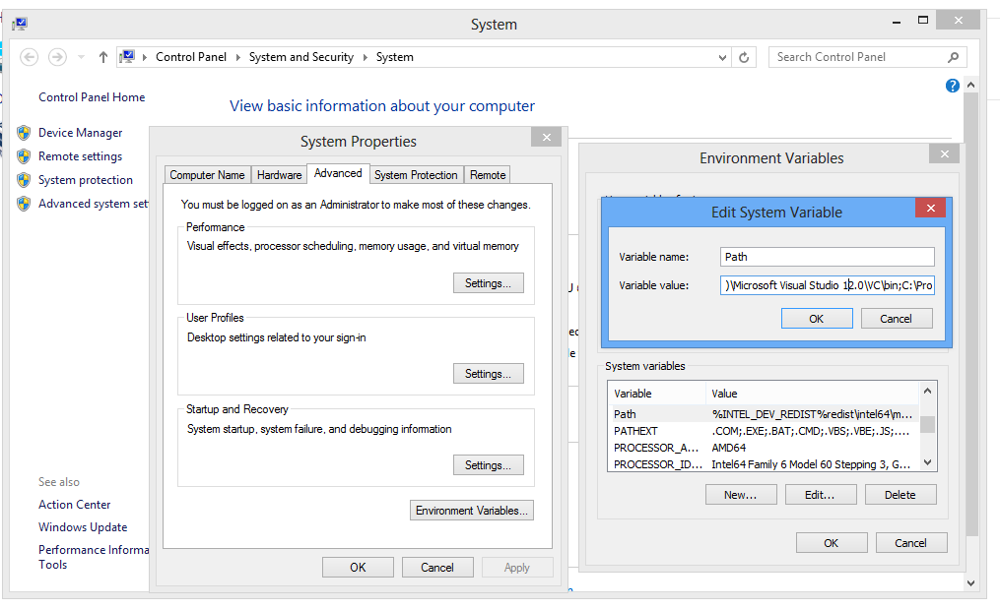 System
Control Panel System and Security System
Search Control Panel
Control Panel Home
View basic information about your computer
Device Manager
Remote settings
System protection
Advanced system set
See also
Action Center
Windows Update
Performance Informa
Tools
System Properties
Computer Name Hardware Advanced System Protection Remote
You must be logged on as an Administrator to make most of these changes.
Performance
Visual effects, processor scheduling, memory usage, and virtual memory
Settings...
User Profiles
Desktop settings related to your sign-in
Settings...
Startup and Recovery
System startup, system failure, and debugging information
Settings...
Environment Variables...
OK Cancel Apply
Environment Variables
Edit System Variable
Variable name: Path
Variable value: )\Microsoft Visual Studio 12.0\VC\bin;C:\Pro
OK Cancel
System variables
Variable Value
Path %INTEL_DEV_REDIST%redist\intel64\m...
PATHEXT .COM;.EXE;.BAT;.CMD;.VBS;.VBE;.JS;....
PROCESSOR_A... AMD64
PROCESSOR_ID... Intel64 Family 6 Model 60 Stepping 3, G...
New... Edit... Delete
OK Cancel